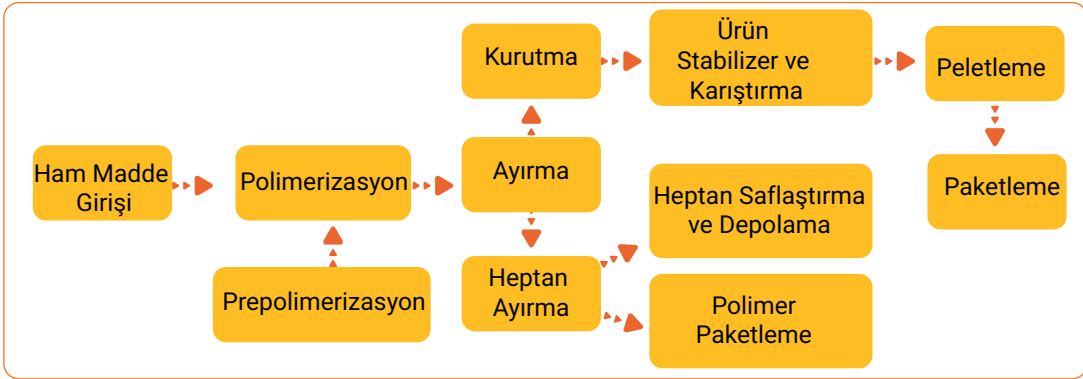 Ham Madde
Girişi
Polimerizasyon
Prepolimerizasyon
Ayırma
Kurutma
Ürün
Stabilizer ve
Karıştırma
Peletleme
Paketleme
Heptan
Ayırma
Heptan Saflaştırma
ve Depolama
Polimer
Paketleme